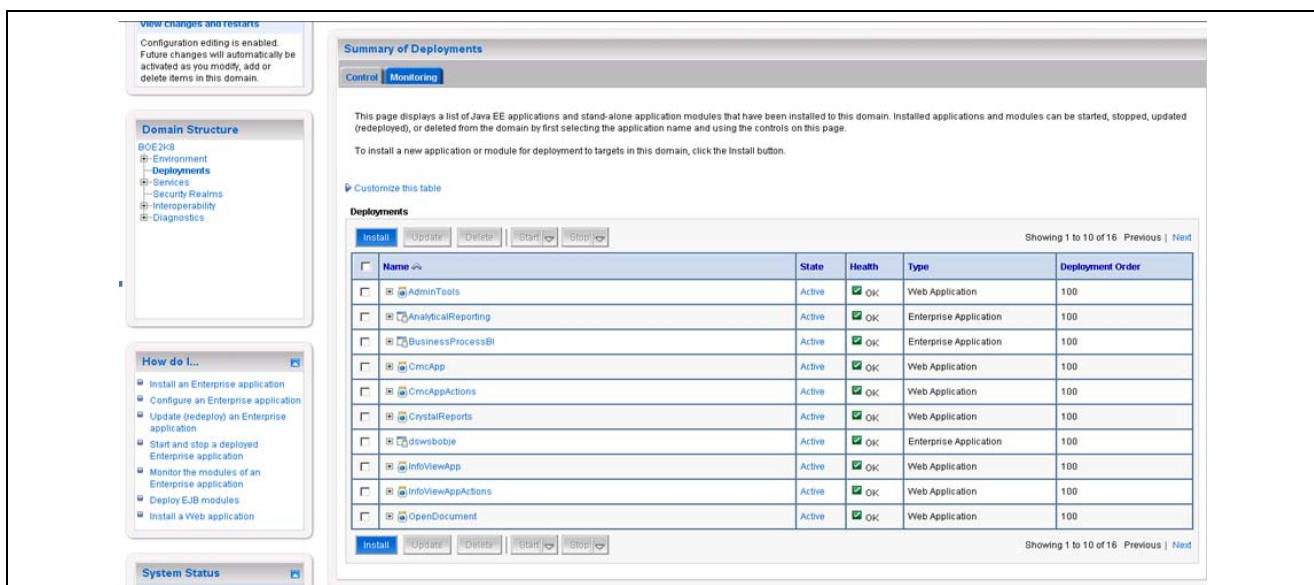 View changes and restarts
Configuration editing is enabled.
Future changes will automatically be
activated as you modify, add or
delete items in this domain.
Domain Structure
BOE2K8
Environment
Deployments
Services
Security Realms
Interoperability
Diagnostics
How do I...
Install an Enterprise application
Configure an Enterprise application
Update (redeploy) an Enterprise
application
Start and stop a deployed
Enterprise application
Monitor the modules of an
Enterprise application
Deploy EJB modules
Install a Web application
System Status
Summary of Deployments
Control Monitoring
This page displays a list of Java EE applications and stand-alone application modules that have been installed to this domain. Installed applications and modules can be started, stopped, updated
(redeployed), or deleted from the domain by first selecting the application name and using the controls on this page.
To install a new application or module for deployment to targets in this domain, click the Install button.
Customize this table
Deployments
Install Update Delete Start Stop Showing 1 to 10 of 16 Previous | Next
Name State Health Type Deployment Order
AdminTools Active OK Web Application 100
AnalyticalReporting Active OK Enterprise Application 100
BusinessProcessBI Active OK Enterprise Application 100
CmcApp Active OK Web Application 100
CmcAppActions Active OK Web Application 100
CrystalReports Active OK Web Application 100
dswsbobje Active OK Enterprise Application 100
InfoViewApp Active OK Web Application 100
InfoViewAppActions Active OK Web Application 100
OpenDocument Active OK Web Application 100
Install Update Delete Start Stop Showing 1 to 10 of 16 Previous | Next